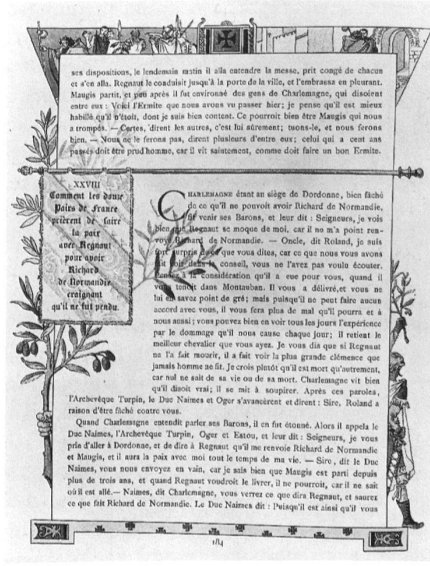 ses dispositions, le lendemain matin il alla entendre la messe, prit congé de chacun
et s'en alla. Regnaut le conduisit jusqu'à la porte de la ville, et l'embrassa en pleurant.
Maugis partit, et peu après il fut environné des gens de Charlemagne, qui disoient
entre eux : Voici l'Ermite que nous avons vu passer hier; je pense qu'il est mieux
habillé qu'il n'étoit, dont je suis bien content. Ce pourroit bien être Maugis qui nous
a trompés. — Certes, dirent les autres, c'est lui sûrement; tuons-le, et nous ferons
bien. — Nous ne le ferons pas, dirent plusieurs d'entre eux; celui qui a cent ans
passés doit être prud'homme, car il vit saintement, comme doit faire un bon Ermite.
XXVIII
Comment les douze
Pairs de France
prièrent de faire
la paix
avec Regnaut
pour avoir
Richard
de Normandie
craignant
qu'il ne fut pendu.
CHARLEMAGNE étant au siège de Dordonne, bien fâché
de ce qu'il ne pouvoit avoir Richard de Normandie,
fit venir ses Barons, et leur dit : Seigneurs, je vois
bien que Regnaut se moque de moi, car il ne m'a point ren-
voyé Richard de Normandie. — Oncle, dit Roland, je suis
fort surpris de ce que vous dites, car ce que nous vous avons
dit au conseil, vous ne l'avez pas voulu écouter.
la considération qu'il a eue pour vous, quand il
vous tenoit dans Montauban. Il vous a délivré, et vous ne
lui en savez point de gré; mais puisqu'il ne peut faire aucun
accord avec vous, il vous fera plus de mal qu'il pourra et à
nous aussi; vous pouvez bien en voir tous les jours l'expérience
par le dommage qu'il nous cause chaque jour; il retient le
meilleur chevalier que vous ayez. Je vous dis que si Regnaut
ne l'a fait mourir, il a fait voir la plus grande clémence que
jamais homme ne fit. Je crois plutôt qu'il est mort qu'autrement,
car nul ne sait de sa vie ou de sa mort. Charlemagne vit bien
qu'il disoit vrai; il se mit à soupirer. Après ces paroles,
l'Archevêque Turpin, le Duc Naimes et Oger s'avancèrent et dirent : Sire, Roland a
raison d'être fâché contre vous.
Quand Charlemagne entendit parler ses Barons, il en fut étonné. Alors il appela le
Duc Naimes, l'Archevêque Turpin, Oger et Estou, et leur dit : Seigneurs, je vous
prie d'aller à Dordonne, et de dire à Regnaut qu'il me renvoie Richard de Normandie
et Maugis, et il aura la paix avec moi tout le temps de ma vie. — Sire, dit le Duc
Naimes, vous nous envoyez en vain, car je sais bien que Maugis est parti depuis
plus de trois ans, et quand Regnaut voudroit le livrer, il ne pourroit, car il ne sait
où il est allé. — Naimes, dit Charlemagne, vous verrez ce que dira Regnaut, et saurez
ce que fait Richard de Normandie. Le Duc Naimes dit : Puisqu'il est ainsi qu'il vous
184